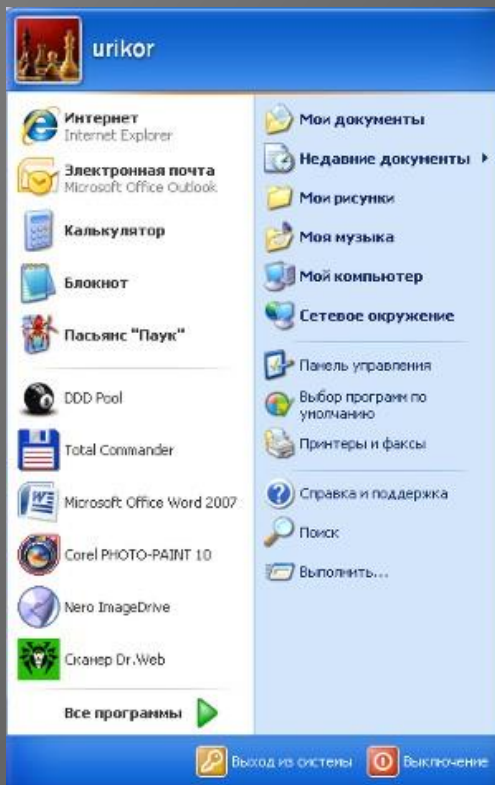 urikor
Интернет
Internet Explorer
Электронная почта
Microsoft Office Outlook
Калькулятор
Блокнот
Пасьянс "Паук"
DDD Pool
Total Commander
Microsoft Office Word 2007
Corel PHOTO-PAINT 10
Nero ImageDrive
Сканер Dr.Web
Все программы
Мои документы
Недавние документы
Мои рисунки
Моя музыка
Мой компьютер
Сетевое окружение
Панель управления
Выбор программ по
умолчанию
Принтеры и факсы
Справка и поддержка
Поиск
Выполнить...
Выход из системы
Выключение